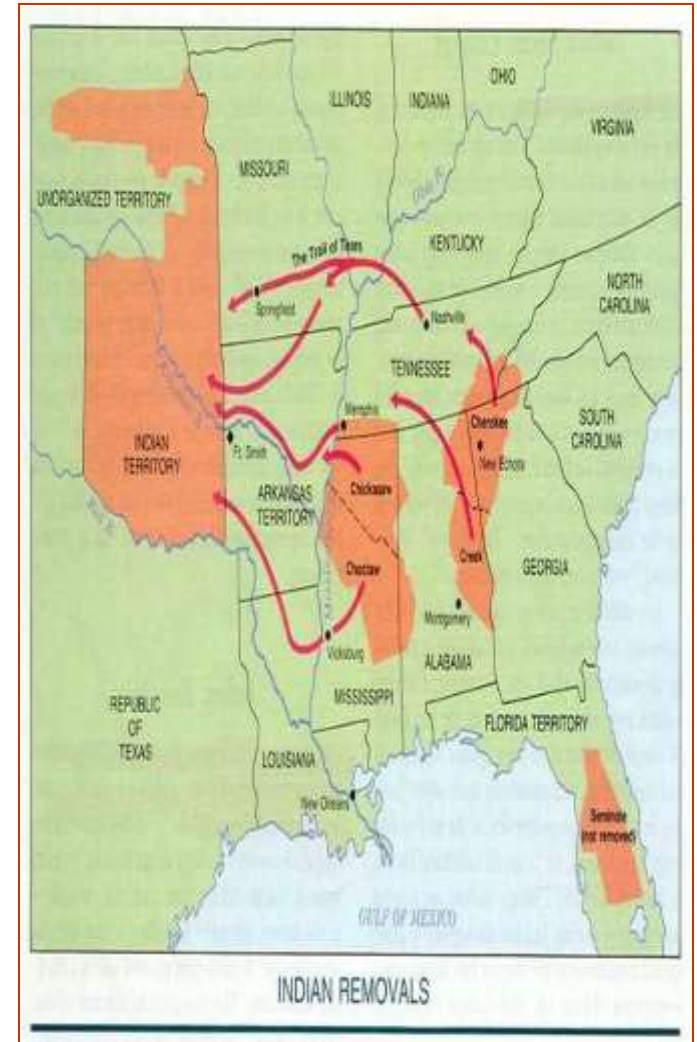 OHIO
ILLINOIS
INDIANA
VIRGINIA
MISSOURI
UNORGANIZED TERRITORY
Ohio R.
KENTUCKY
The Trail of Tears
Springfield
NORTH
CAROLINA
Nashville
TENNESSEE
Memphis
Cherokee
SOUTH
CAROLINA
New Echota
INDIAN
TERRITORY
Ft. Smith
Chickasaw
ARKANSAS
TERRITORY
Red R.
Choctaw
Creek
GEORGIA
Montgomery
Vicksburg
ALABAMA
MISSISSIPPI
REPUBLIC
OF
TEXAS
FLORIDA TERRITORY
LOUISIANA
New Orleans
Seminole
(not removed)
GULF OF MEXICO
INDIAN REMOVALS